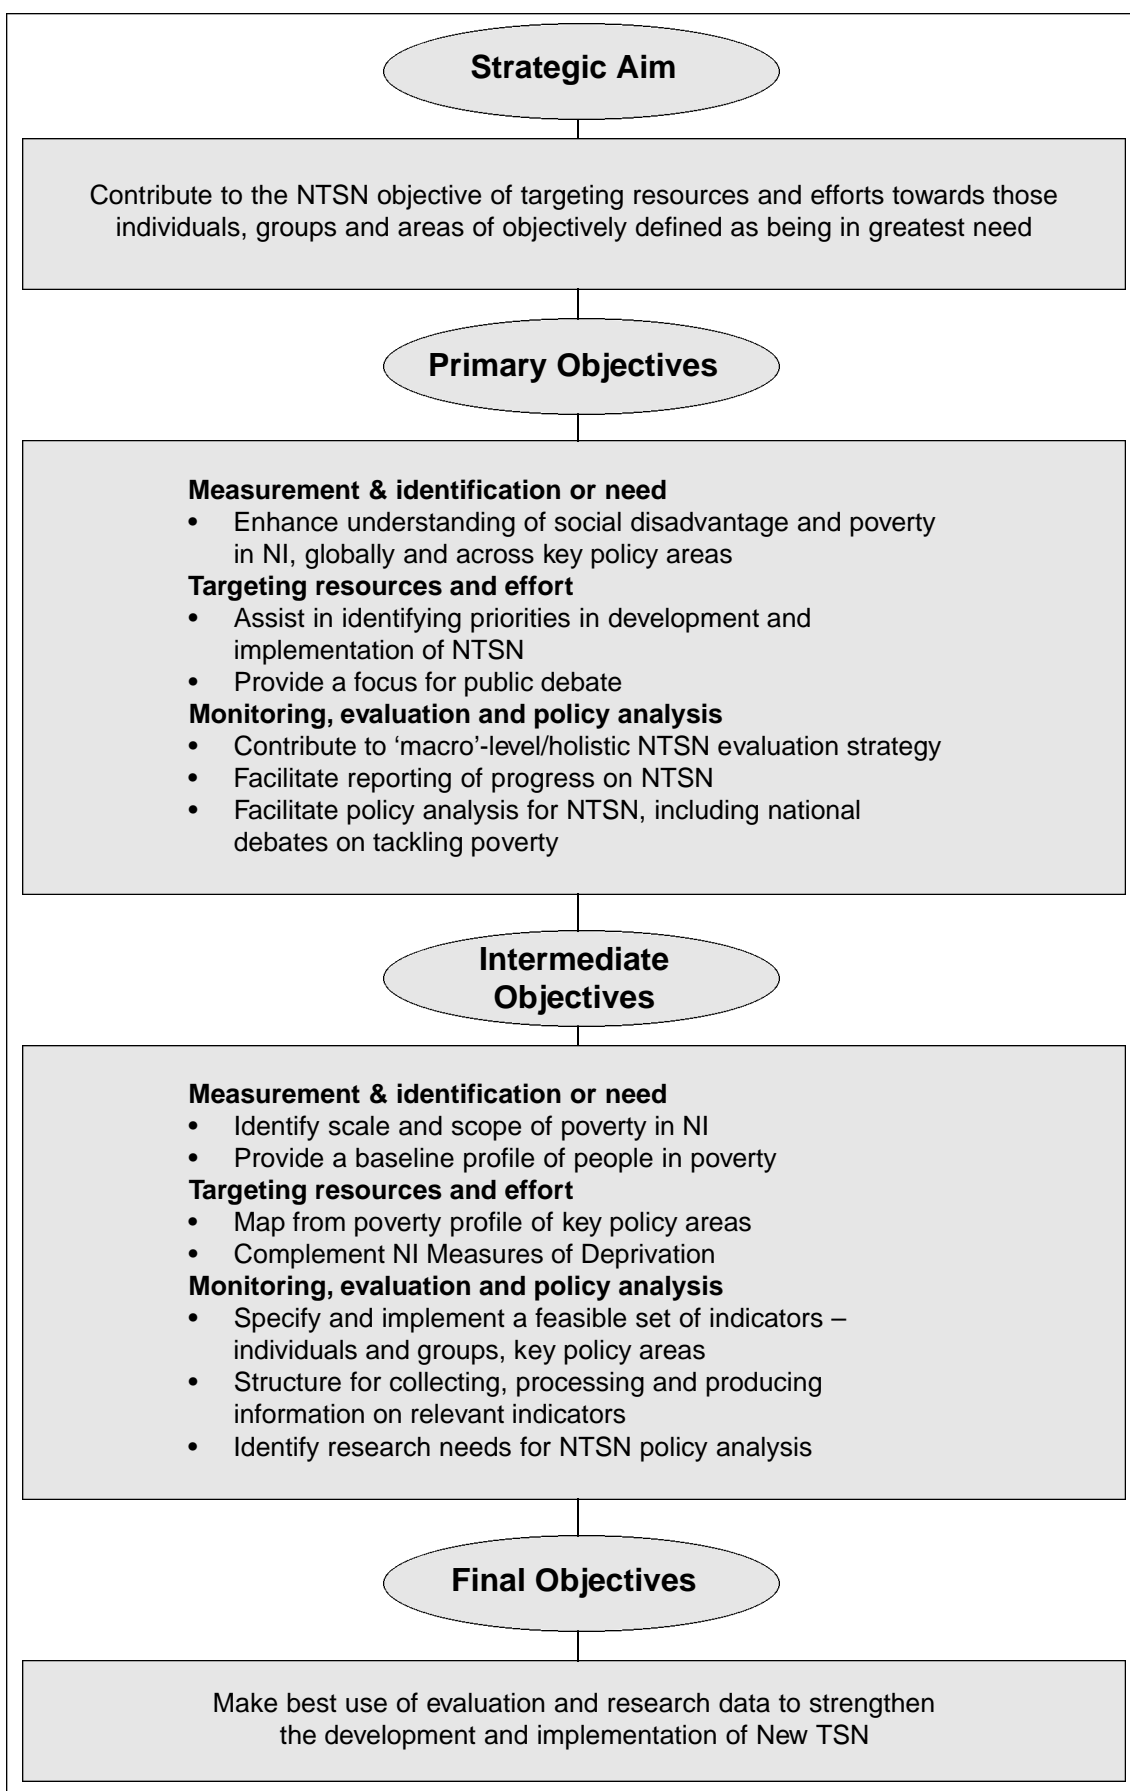 Strategic Aim
Contribute to the NTSN objective of targeting resources and efforts towards those
individuals, groups and areas of objectively defined as being in greatest need
Primary Objectives
Measurement & identification or need
• Enhance understanding of social disadvantage and poverty
in NI, globally and across key policy areas
Targeting resources and effort
• Assist in identifying priorities in development and
implementation of NTSN
• Provide a focus for public debate
Monitoring, evaluation and policy analysis
• Contribute to ‘macro’-level/holistic NTSN evaluation strategy
• Facilitate reporting of progress on NTSN
• Facilitate policy analysis for NTSN, including national
debates on tackling poverty
Intermediate
Objectives
Measurement & identification or need
• Identify scale and scope of poverty in NI
• Provide a baseline profile of people in poverty
Targeting resources and effort
• Map from poverty profile of key policy areas
• Complement NI Measures of Deprivation
Monitoring, evaluation and policy analysis
• Specify and implement a feasible set of indicators –
individuals and groups, key policy areas
• Structure for collecting, processing and producing
information on relevant indicators
• Identify research needs for NTSN policy analysis
Final Objectives
Make best use of evaluation and research data to strengthen
the development and implementation of New TSN